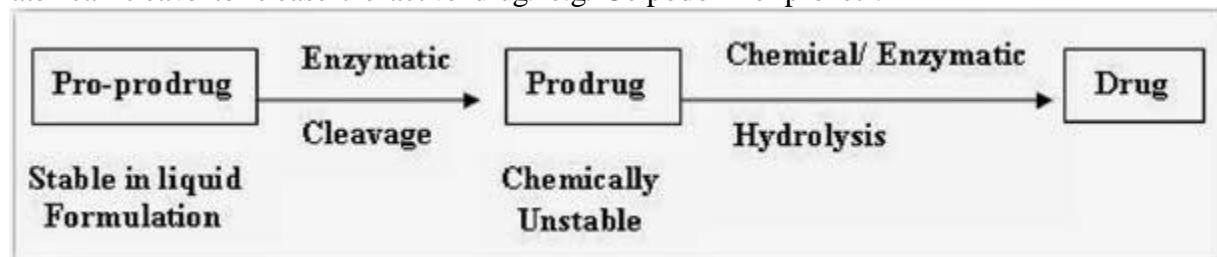 Pro-prodrug
Enzymatic
Cleavage
Prodrug
Chemical/ Enzymatic
Hydrolysis
Drug
Stable in liquid
Formulation
Chemically
Unstable